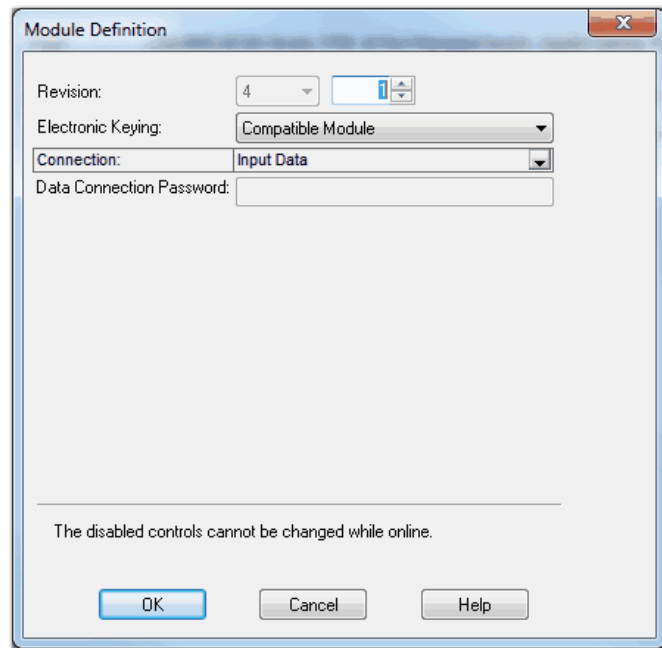 Module Definition
Revision: 4 1
Electronic Keying: Compatible Module
Connection: Input Data
Data Connection Password:
The disabled controls cannot be changed while online.
OK Cancel Help